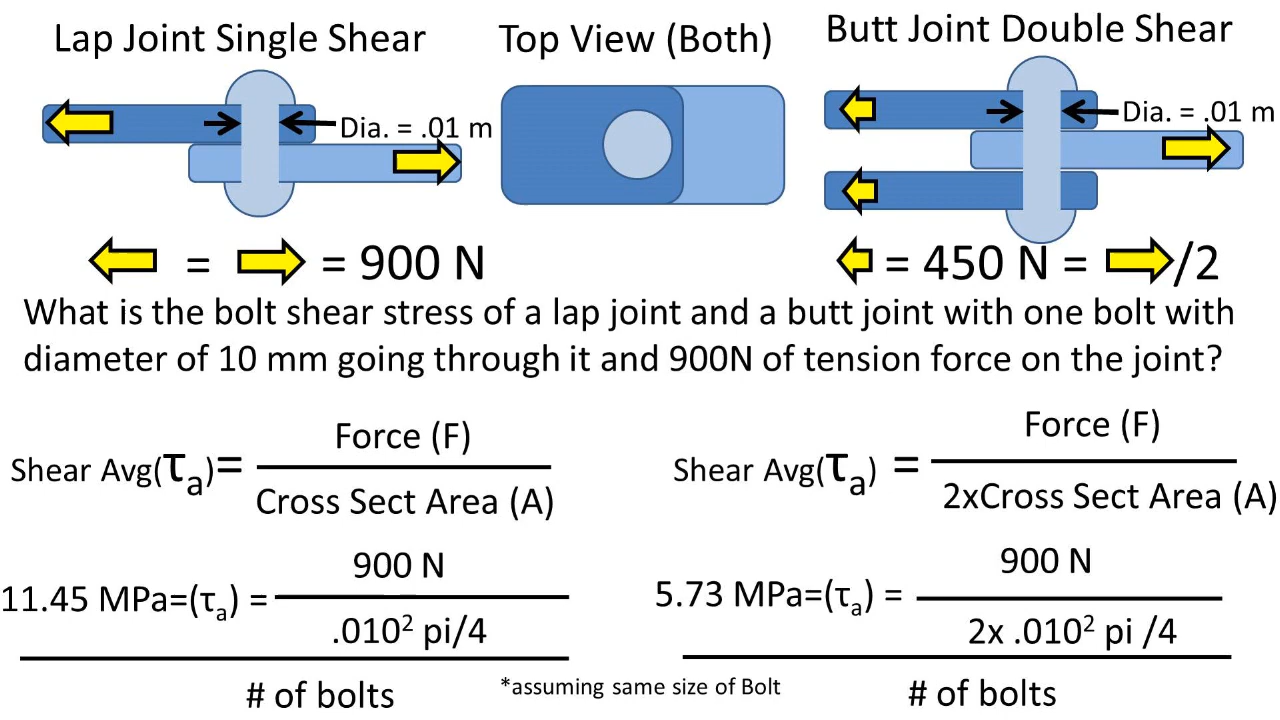 Lap Joint Single Shear
Top View (Both)
Butt Joint Double Shear
Dia. = .01 m
Dia. = .01 m
= = 900 N
= 450 N = /2
What is the bolt shear stress of a lap joint and a butt joint with one bolt with
diameter of 10 mm going through it and 900N of tension force on the joint?
Shear Avg(τa)= Force (F)
Cross Sect Area (A)
Shear Avg(τa) = Force (F)
2xCross Sect Area (A)
11.45 MPa=(τa) = 900 N
.010² pi/4
# of bolts
5.73 MPa=(τa) = 900 N
2x .010² pi /4
# of bolts
*assuming same size of Bolt